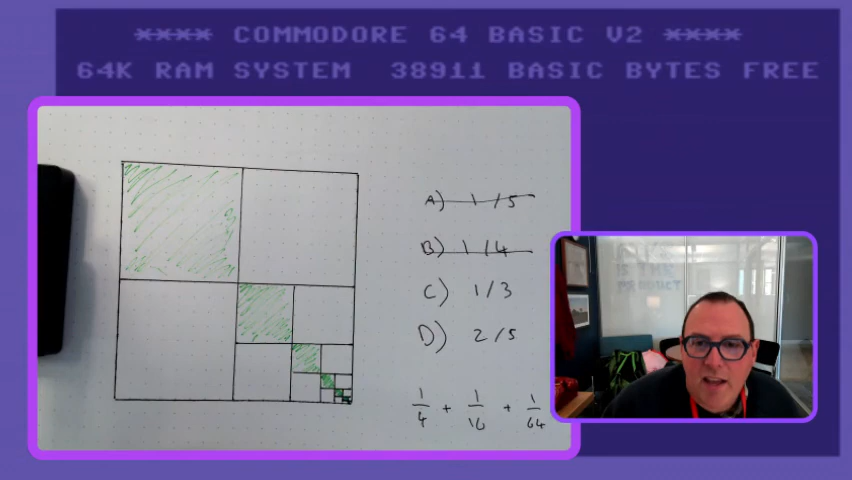 **** COMMODORE 64 BASIC V2 ****
64K RAM SYSTEM 38911 BASIC BYTES FREE
A) 1/5
B) 1/4
C) 1/3
D) 2/5
1/4 + 1/16 + 1/64